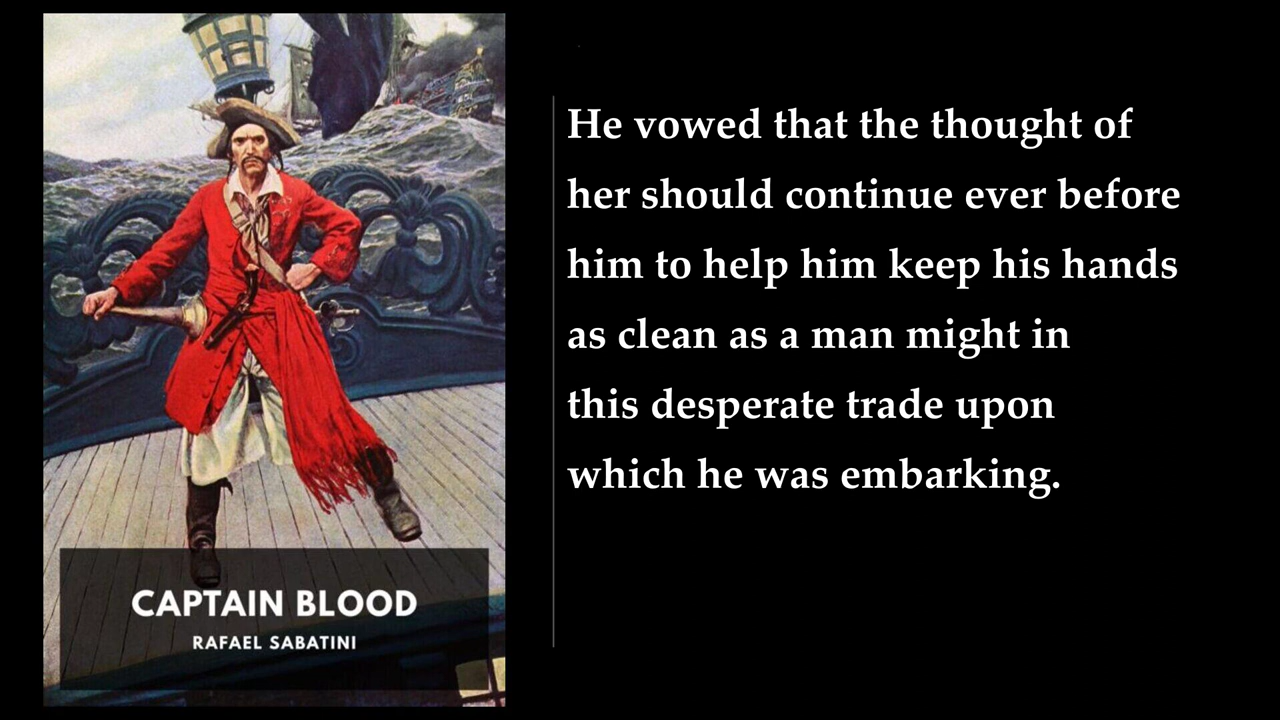 CAPTAIN BLOOD
RAFAEL SABATINI
He vowed that the thought of
her should continue ever before
him to help him keep his hands
as clean as a man might in
this desperate trade upon
which he was embarking.